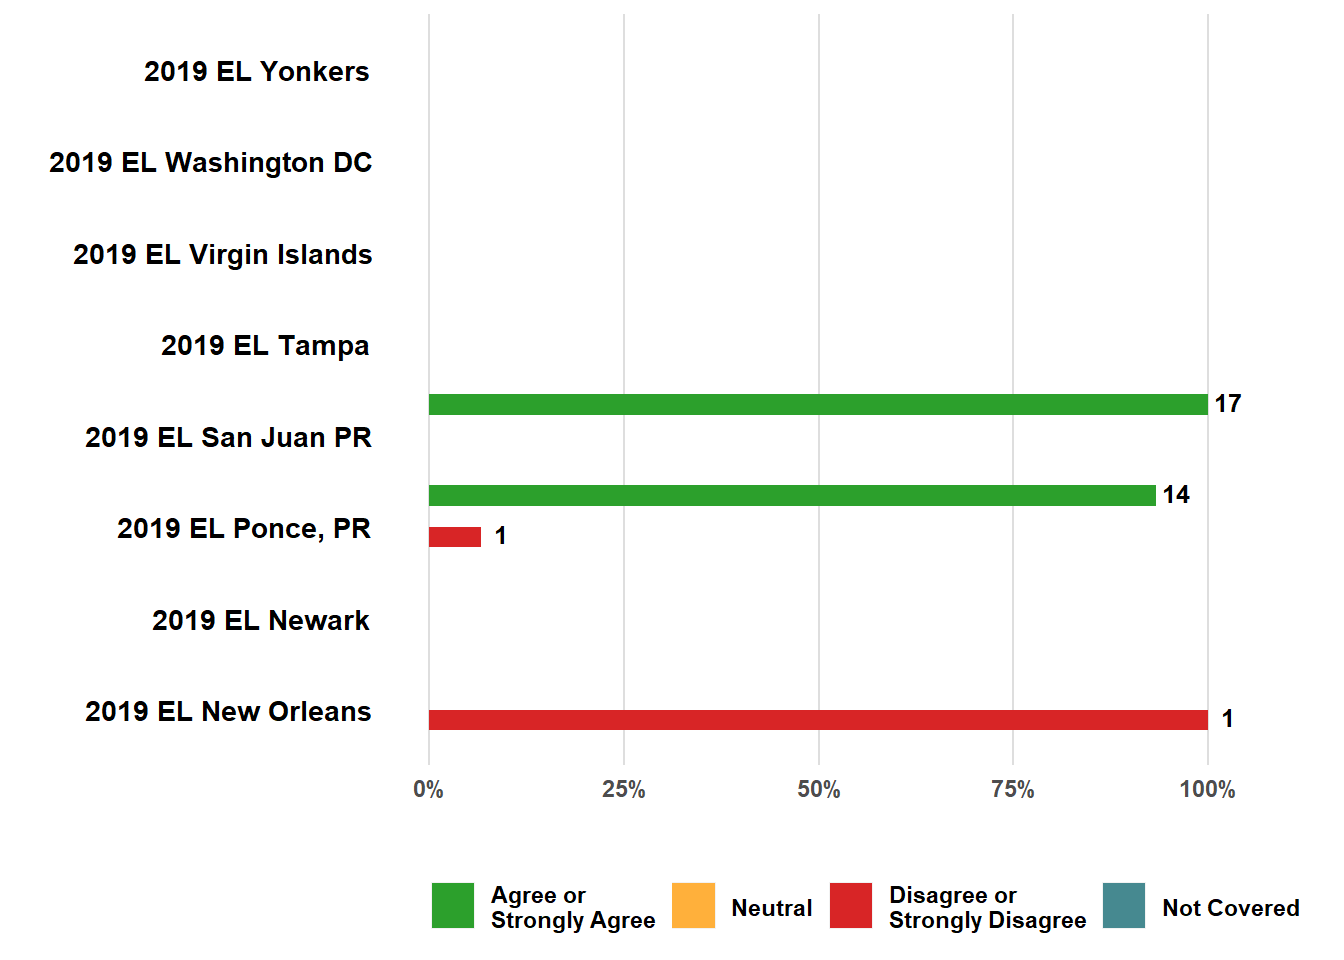 2019 EL Yonkers
2019 EL Washington DC
2019 EL Virgin Islands
2019 EL Tampa
17
2019 EL San Juan PR
14
2019 EL Ponce, PR
1
2019 EL Newark
2019 EL New Orleans
1
0% 25% 50% 75% 100%
Agree or
Strongly Agree
Neutral
Disagree or
Strongly Disagree
Not Covered